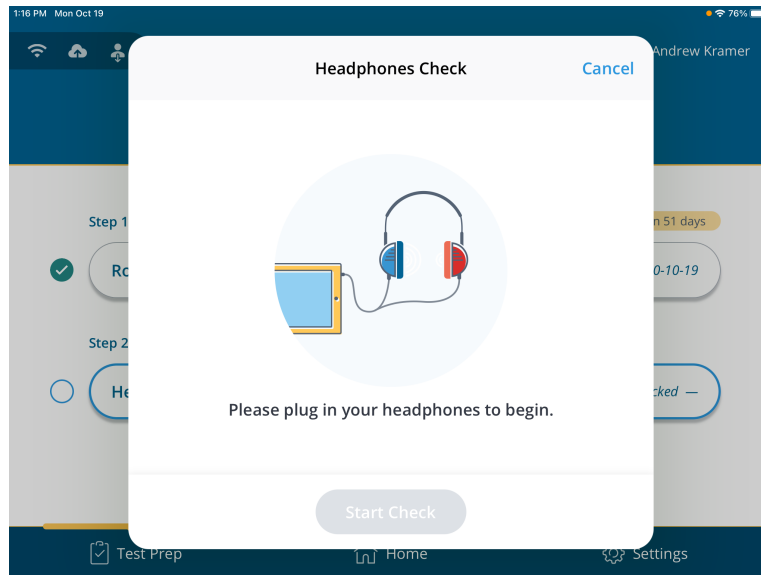 1:16 PM Mon Oct 19
76%
Andrew Kramer
Headphones Check
Cancel
Step 1
n 51 days
Ro
0-10-19
Step 2
He
cked —
Please plug in your headphones to begin.
Start Check
Test Prep
Home
Settings